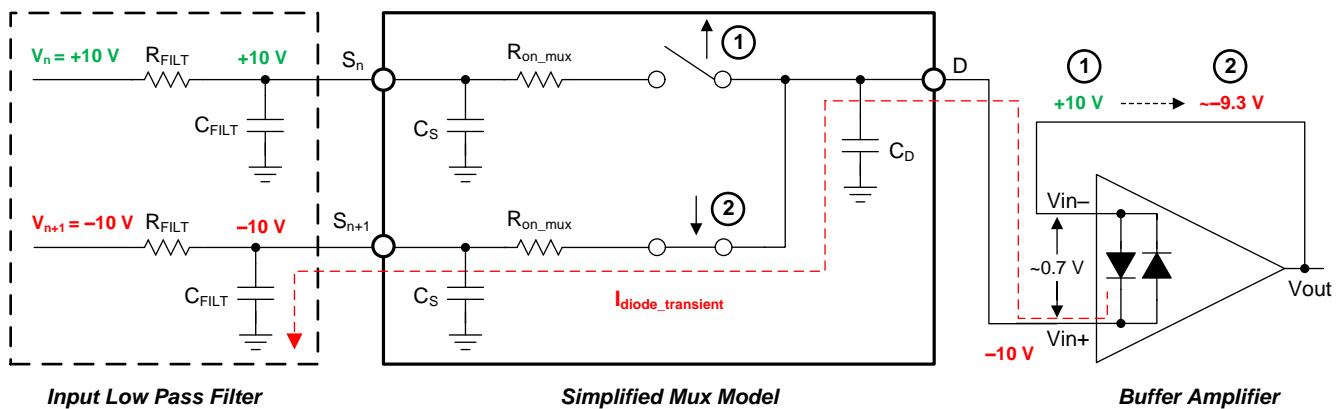 Vn = +10 V
RFILT
+10 V
Sn
CFILT
Ron_mux
1
CS
D
CD
1
2
+10 V
~–9.3 V
Vn+1 = –10 V
RFILT
–10 V
Sn+1
CFILT
Ron_mux
2
CS
Idiode_transient
Vin–
~0.7 V
Vin+
–10 V
Vout
Input Low Pass Filter
Simplified Mux Model
Buffer Amplifier